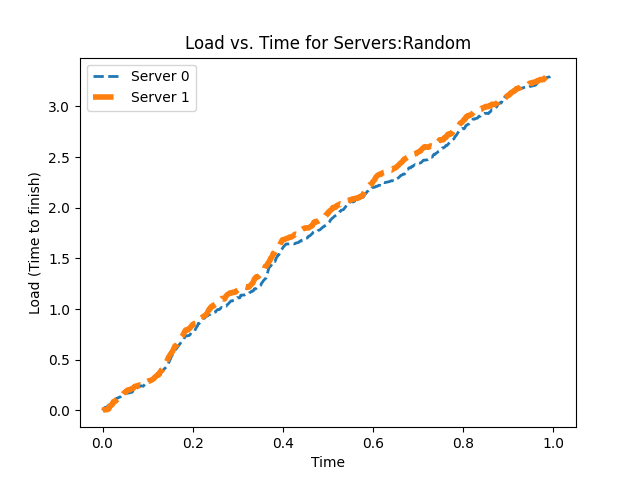 Load vs. Time for Servers:Random
Server 0
Server 1
3.0
2.5
2.0
1.5
1.0
0.5
0.0
Load (Time to finish)
0.0 0.2 0.4 0.6 0.8 1.0
Time